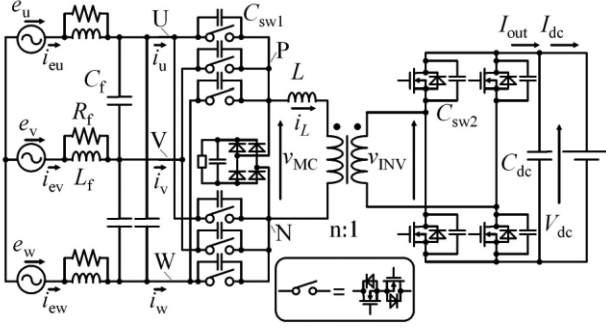 e_u
i_eu
U
i_u
C_sw1
P
C_f
L
i_L
R_f
e_v
V
i_ev
L_f
i_v
v_MC
v_INV
C_sw2
I_out
I_dc
C_dc
V_dc
N
n:1
e_w
i_ew
W
i_w
=